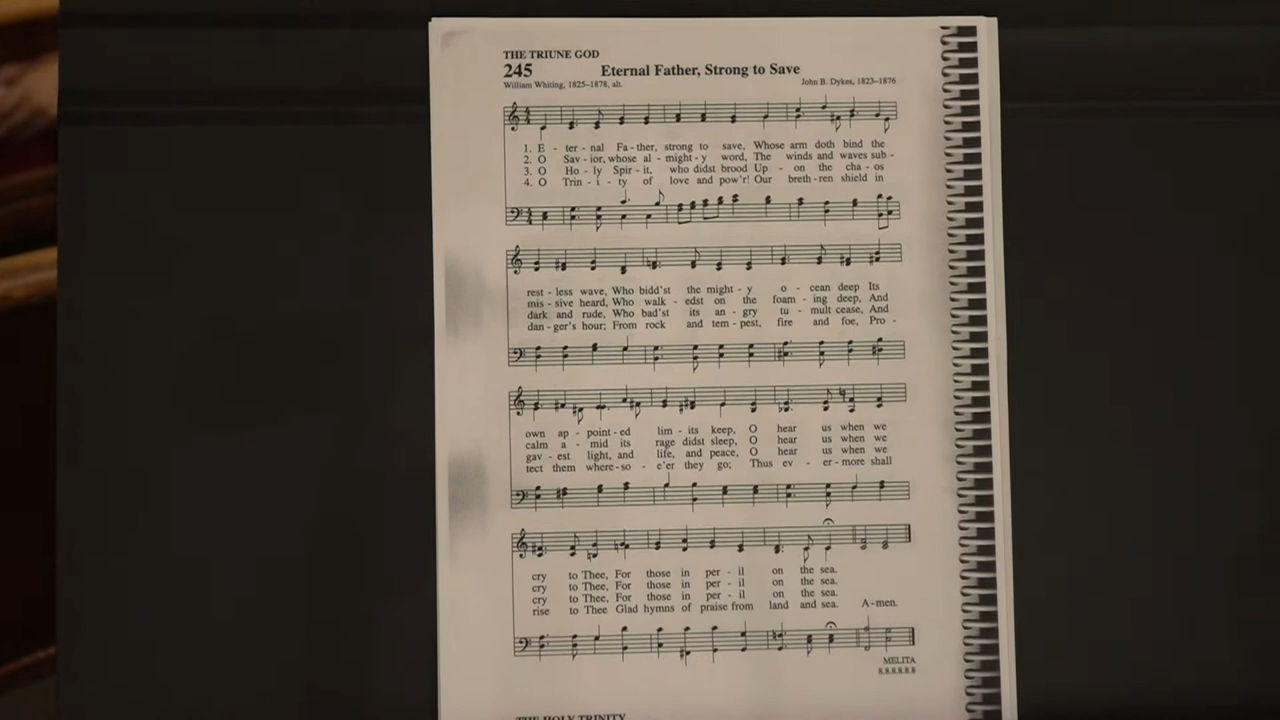 THE TRIUNE GOD
245 Eternal Father, Strong to Save
William Whiting, 1825–1878, alt. John B. Dykes, 1823–1876
1. E - ter - nal Fa - ther, strong to save, Whose arm doth bind the
2. O Sav - ior, whose al - might - y word, The winds and waves sub -
3. O Ho - ly Spir - it, who didst brood Up - on the cha - os
4. O Trin - i - ty of love and pow'r! Our breth - ren shield in
rest - less wave, Who bidd'st the might - y o - cean deep Its
mis - sive heard, Who walk - edst on the foam - ing deep, And
dark and rude, Who bad'st its an - gry tu - mult cease, And
dan - ger's hour; From rock and tem - pest, fire and foe, Pro -
own ap - point - ed lim - its keep, O hear us when we
calm a - mid its rage didst sleep, O hear us when we
gav - est light, and life, and peace, O hear us when we
tect them where - so - e'er they go; Thus ev - er - more shall
cry to Thee, For those in per - il on the sea.
cry to Thee, For those in per - il on the sea.
cry to Thee, For those in per - il on the sea.
rise to Thee Glad hymns of praise from land and sea. A - men.
MELITA
8.8.8.8.8.8
THE HOLY TRINITY